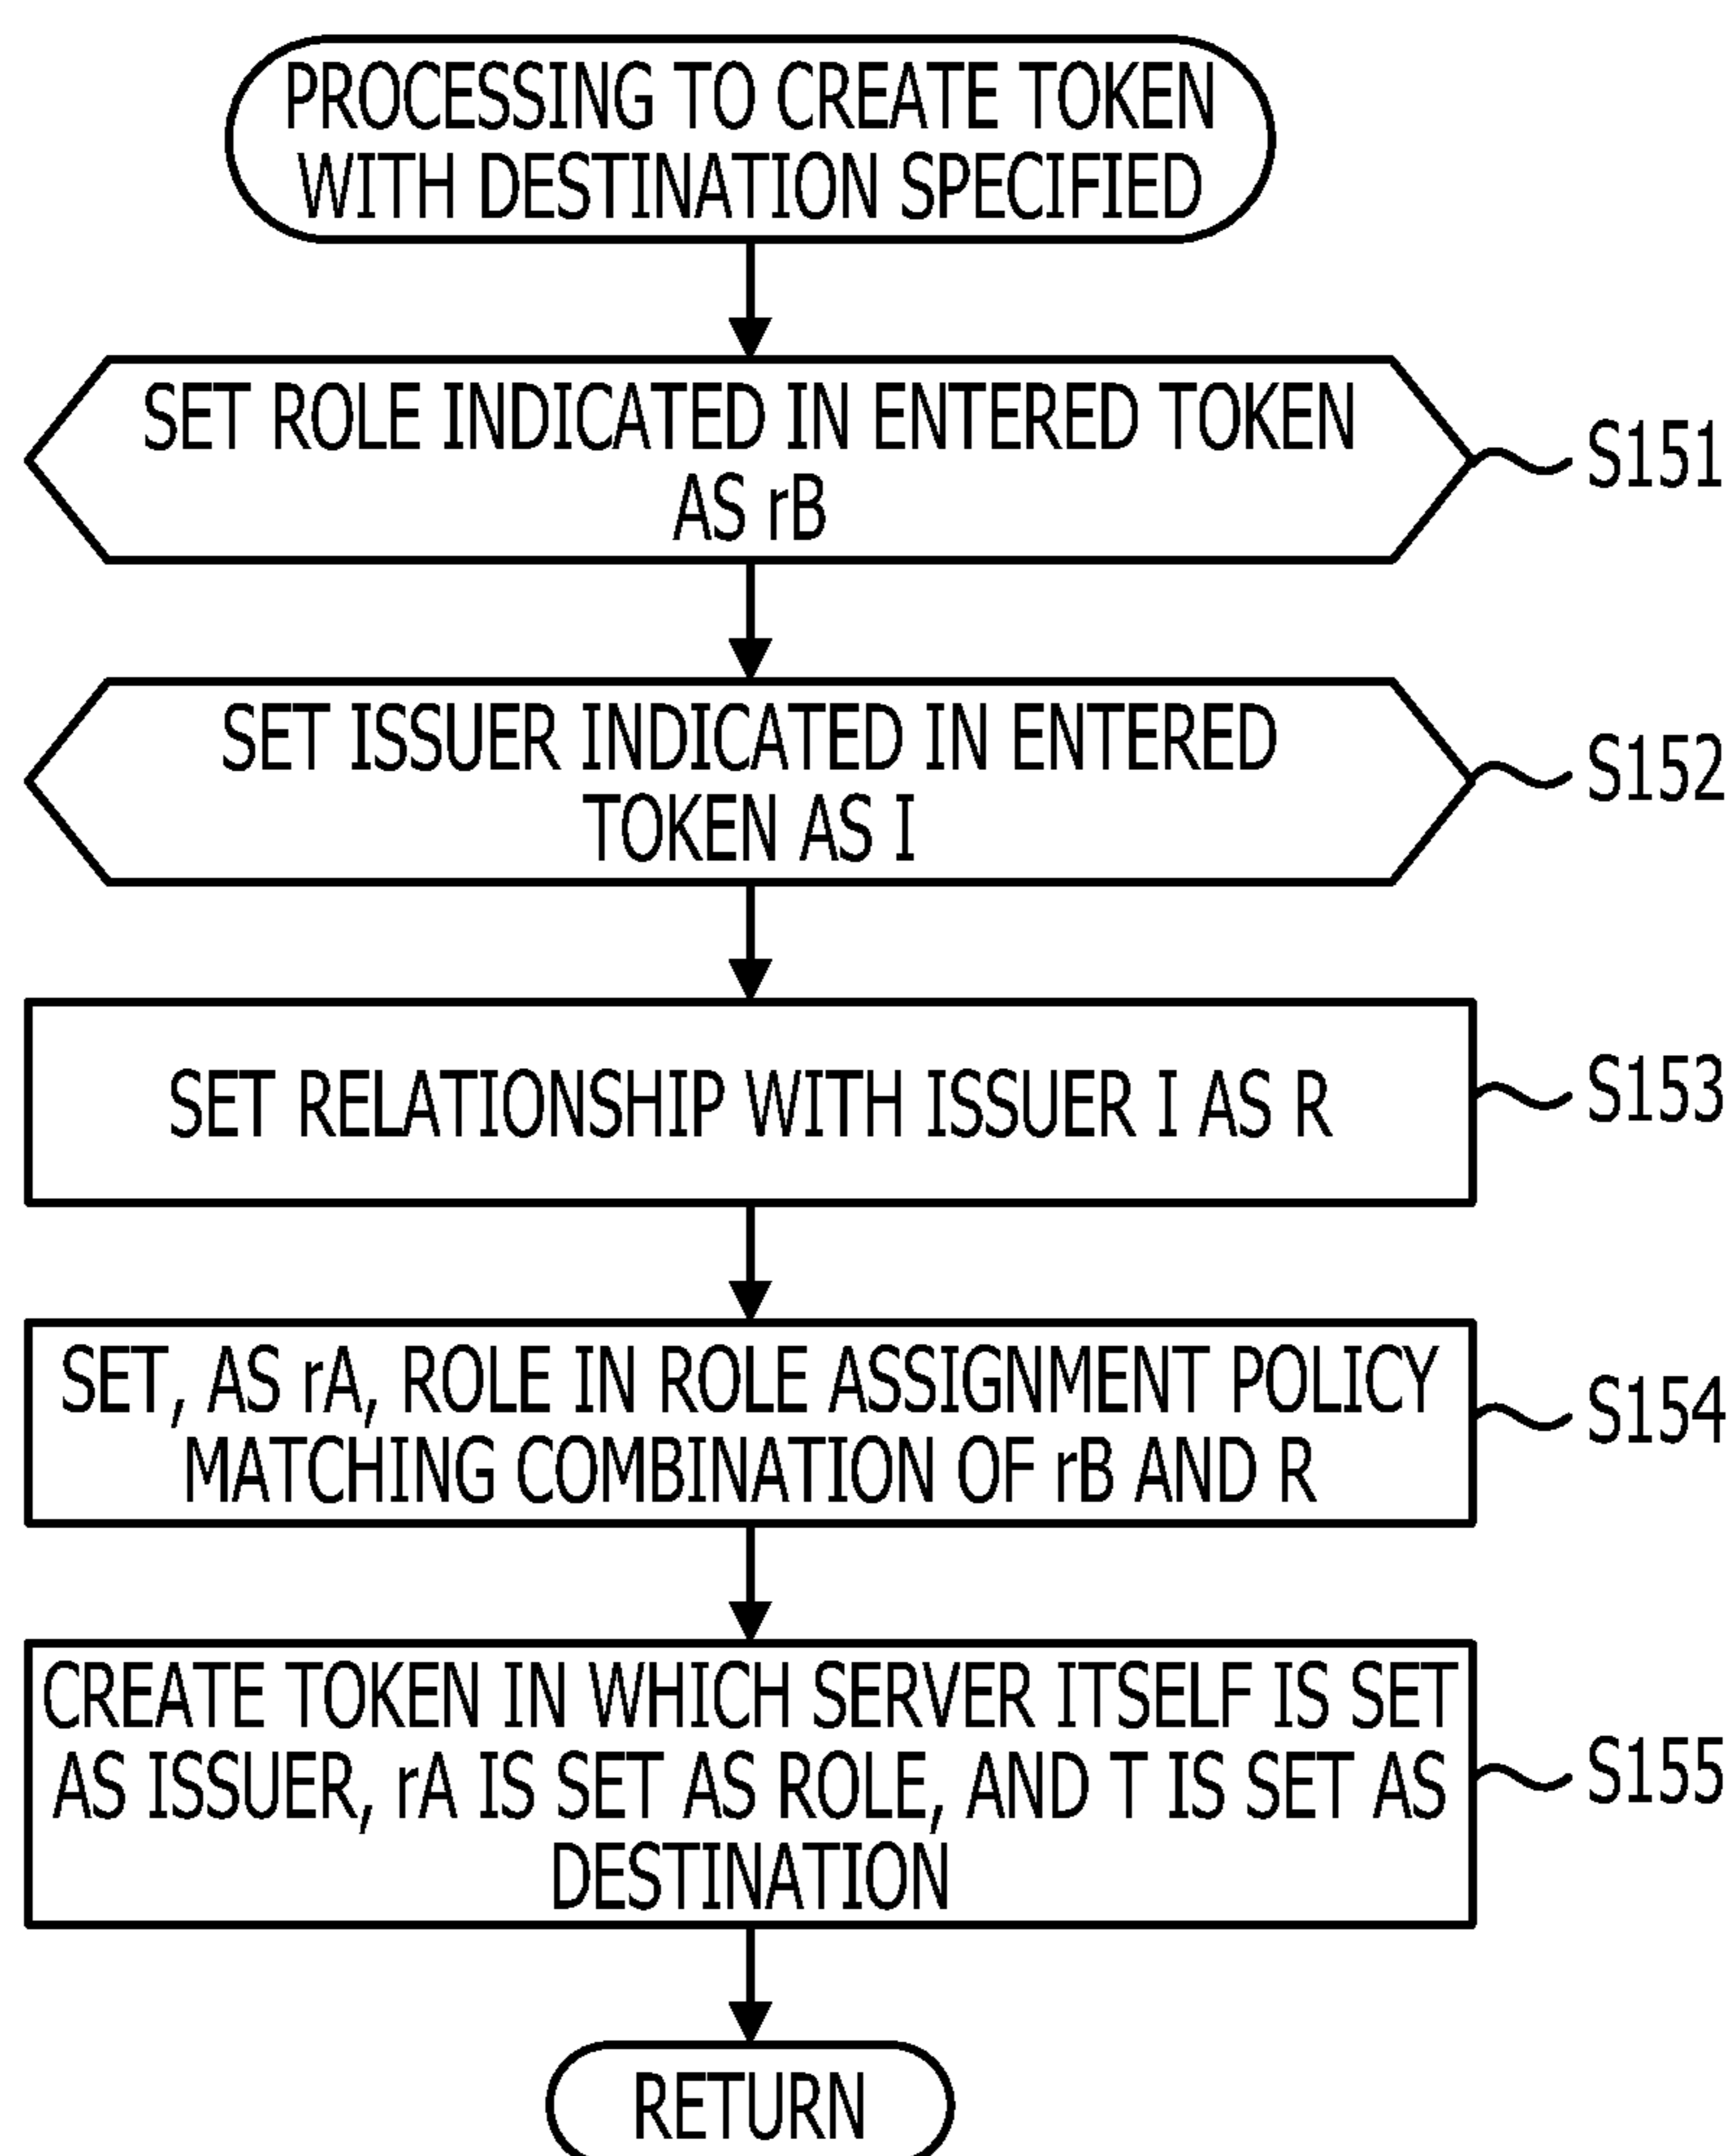 PROCESSING TO CREATE TOKEN
WITH DESTINATION SPECIFIED
SET ROLE INDICATED IN ENTERED TOKEN
AS rB
S151
SET ISSUER INDICATED IN ENTERED
TOKEN AS I
S152
SET RELATIONSHIP WITH ISSUER I AS R
S153
SET, AS rA, ROLE IN ROLE ASSIGNMENT POLICY
MATCHING COMBINATION OF rB AND R
S154
CREATE TOKEN IN WHICH SERVER ITSELF IS SET
AS ISSUER, rA IS SET AS ROLE, AND T IS SET AS
DESTINATION
S155
RETURN